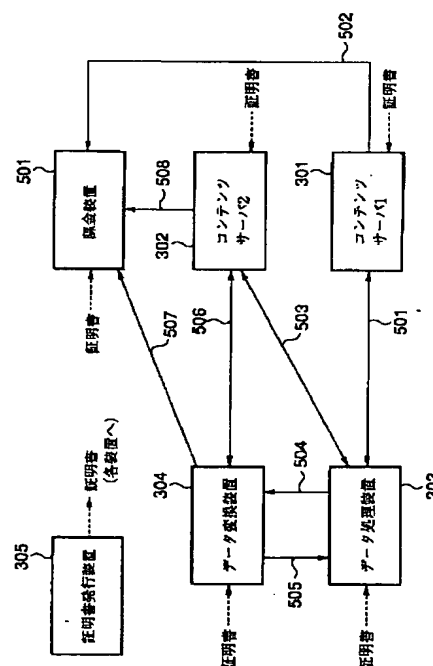 502
証明書
501
課金装置
508
302
コンテンツ
サーバ2
証明書
301
コンテンツ
サーバ1
証明書
507
506
503
501
305
証明書発行装置
証明書
(各装置へ)
304
データ変換装置
504
505
データ処理装置
303
証明書
証明書